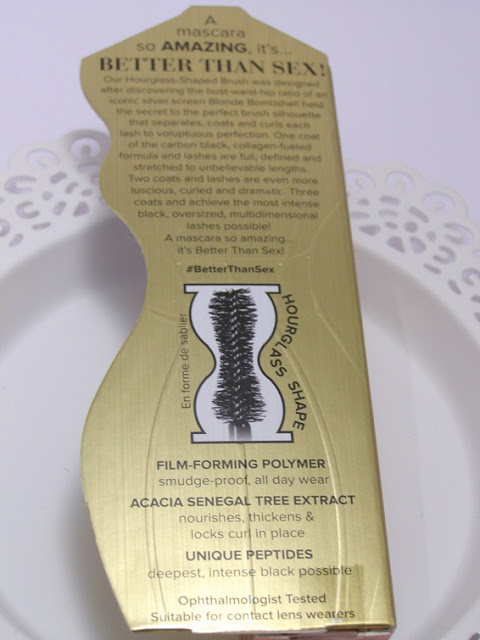 A
mascara
so AMAZING, it's...
BETTER THAN SEX!
Our Hourglass-Shaped Brush was designed
after discovering the bust-waist-hip ratio of an
iconic silver screen Blonde Bombshell held
the secret to the perfect brush silhouette
that separates, coats and curls each
lash to voluptuous perfection. One coat
of the carbon black, collagen-fueled
formula and lashes are full, defined and
stretched to unbelievable lengths.
Two coats and lashes are even more
luscious, curled and dramatic. Three
coats and achieve the most intense
black, oversized, multidimensional
lashes possible!
A mascara so amazing...
it's Better Than Sex!
#BetterThanSex
En forme de sablier
HOURGLASS SHAPE
FILM-FORMING POLYMER
smudge-proof, all day wear
ACACIA SENEGAL TREE EXTRACT
nourishes, thickens &
locks curl in place
UNIQUE PEPTIDES
deepest, intense black possible
Ophthalmologist Tested
Suitable for contact lens wearers